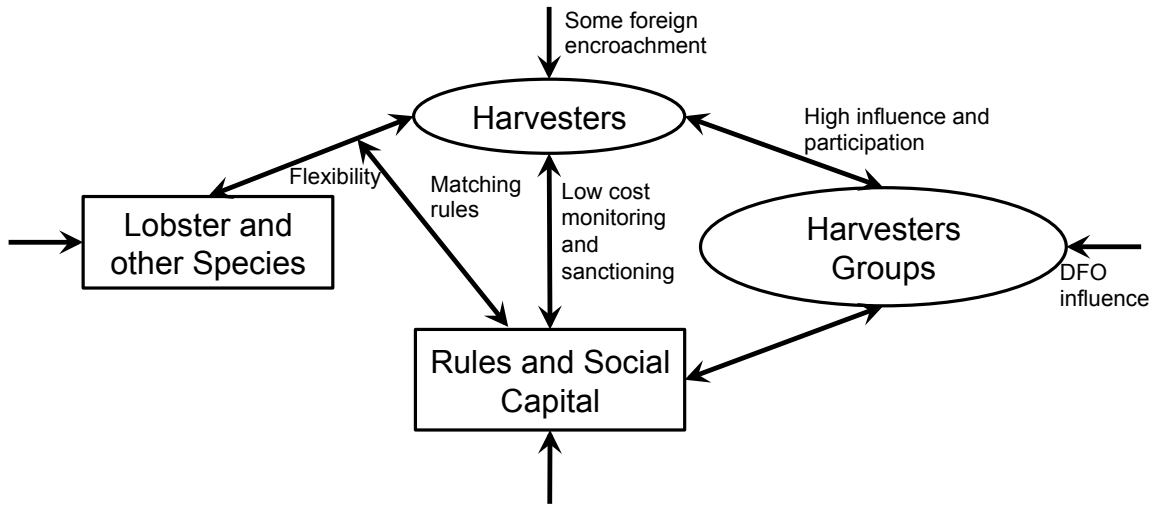 Some foreign
encroachment
Harvesters
High influence and
participation
Flexibility
Matching
rules
Low cost
monitoring
and
sanctioning
Lobster and
other Species
Harvesters
Groups
DFO
influence
Rules and Social
Capital